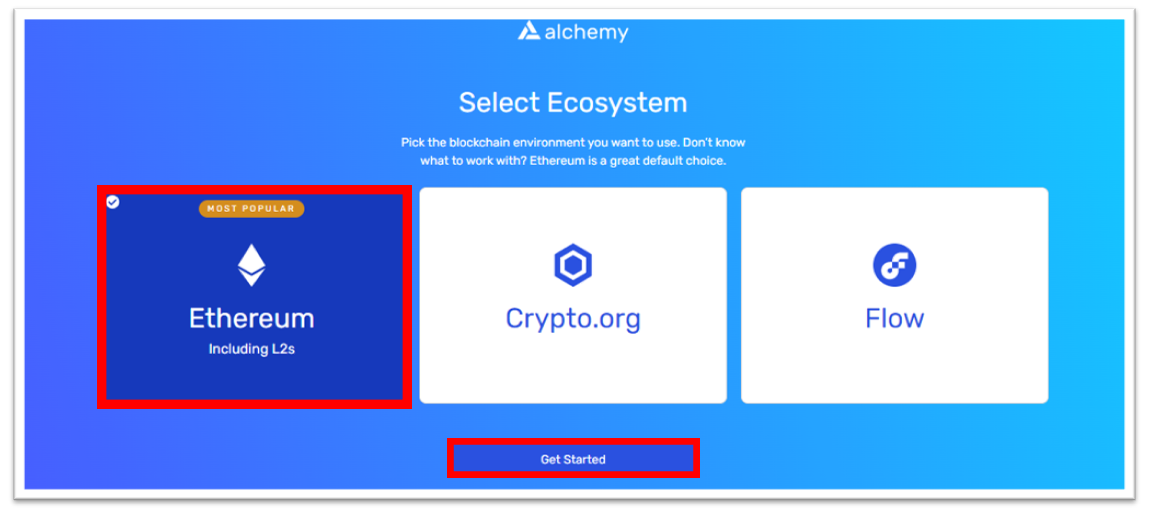 alchemy
Select Ecosystem
Pick the blockchain environment you want to use. Don't know
what to work with? Ethereum is a great default choice.
MOST POPULAR
Ethereum
Including L2s
Crypto.org
Flow
Get Started